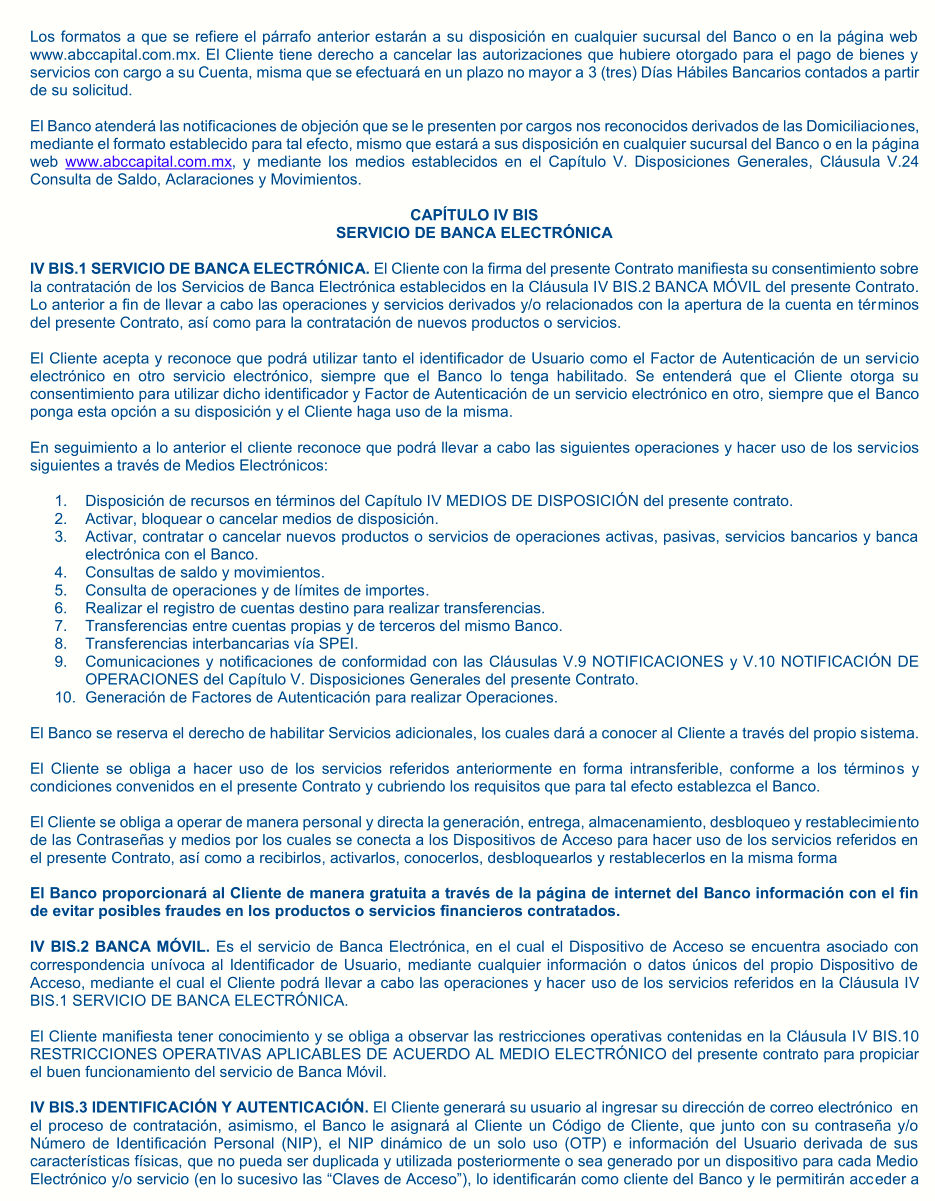 Los formatos a que se refiere el párrafo anterior estarán a su disposición en cualquier sucursal del Banco o en la página web
www.abccapital.com.mx. El Cliente tiene derecho a cancelar las autorizaciones que hubiere otorgado para el pago de bienes y
servicios con cargo a su Cuenta, misma que se efectuará en un plazo no mayor a 3 (tres) Días Hábiles Bancarios contados a partir
de su solicitud.
El Banco atenderá las notificaciones de objeción que se le presenten por cargos nos reconocidos derivados de las Domiciliaciones,
mediante el formato establecido para tal efecto, mismo que estará a sus disposición en cualquier sucursal del Banco o en la página
web www.abccapital.com.mx, y mediante los medios establecidos en el Capítulo V. Disposiciones Generales, Cláusula V.24
Consulta de Saldo, Aclaraciones y Movimientos.
CAPÍTULO IV BIS
SERVICIO DE BANCA ELECTRÓNICA
IV BIS.1 SERVICIO DE BANCA ELECTRÓNICA. El Cliente con la firma del presente Contrato manifiesta su consentimiento sobre
la contratación de los Servicios de Banca Electrónica establecidos en la Cláusula IV BIS.2 BANCA MÓVIL del presente Contrato.
Lo anterior a fin de llevar a cabo las operaciones y servicios derivados y/o relacionados con la apertura de la cuenta en términos
del presente Contrato, así como para la contratación de nuevos productos o servicios.
El Cliente acepta y reconoce que podrá utilizar tanto el identificador de Usuario como el Factor de Autenticación de un servicio
electrónico en otro servicio electrónico, siempre que el Banco lo tenga habilitado. Se entenderá que el Cliente otorga su
consentimiento para utilizar dicho identificador y Factor de Autenticación de un servicio electrónico en otro, siempre que el Banco
ponga esta opción a su disposición y el Cliente haga uso de la misma.
En seguimiento a lo anterior el cliente reconoce que podrá llevar a cabo las siguientes operaciones y hacer uso de los servicios
siguientes a través de Medios Electrónicos:
1. Disposición de recursos en términos del Capítulo IV MEDIOS DE DISPOSICIÓN del presente contrato.
2. Activar, bloquear o cancelar medios de disposición.
3. Activar, contratar o cancelar nuevos productos o servicios de operaciones activas, pasivas, servicios bancarios y banca
electrónica con el Banco.
4. Consultas de saldo y movimientos.
5. Consulta de operaciones y de límites de importes.
6. Realizar el registro de cuentas destino para realizar transferencias.
7. Transferencias entre cuentas propias y de terceros del mismo Banco.
8. Transferencias interbancarias vía SPEI.
9. Comunicaciones y notificaciones de conformidad con las Cláusulas V.9 NOTIFICACIONES y V.10 NOTIFICACIÓN DE
OPERACIONES del Capítulo V. Disposiciones Generales del presente Contrato.
10. Generación de Factores de Autenticación para realizar Operaciones.
El Banco se reserva el derecho de habilitar Servicios adicionales, los cuales dará a conocer al Cliente a través del propio sistema.
El Cliente se obliga a hacer uso de los servicios referidos anteriormente en forma intransferible, conforme a los términos y
condiciones convenidos en el presente Contrato y cubriendo los requisitos que para tal efecto establezca el Banco.
El Cliente se obliga a operar de manera personal y directa la generación, entrega, almacenamiento, desbloqueo y restablecimiento
de las Contraseñas y medios por los cuales se conecta a los Dispositivos de Acceso para hacer uso de los servicios referidos en
el presente Contrato, así como a recibirlos, activarlos, conocerlos, desbloquearlos y restablecerlos en la misma forma
El Banco proporcionará al Cliente de manera gratuita a través de la página de internet del Banco información con el fin
de evitar posibles fraudes en los productos o servicios financieros contratados.
IV BIS.2 BANCA MÓVIL. Es el servicio de Banca Electrónica, en el cual el Dispositivo de Acceso se encuentra asociado con
correspondencia unívoca al Identificador de Usuario, mediante cualquier información o datos únicos del propio Dispositivo de
Acceso, mediante el cual el Cliente podrá llevar a cabo las operaciones y hacer uso de los servicios referidos en la Cláusula IV
BIS.1 SERVICIO DE BANCA ELECTRÓNICA.
El Cliente manifiesta tener conocimiento y se obliga a observar las restricciones operativas contenidas en la Cláusula IV BIS.10
RESTRICCIONES OPERATIVAS APLICABLES DE ACUERDO AL MEDIO ELECTRÓNICO del presente contrato para propiciar
el buen funcionamiento del servicio de Banca Móvil.
IV BIS.3 IDENTIFICACIÓN Y AUTENTICACIÓN. El Cliente generará su usuario al ingresar su dirección de correo electrónico en
el proceso de contratación, asimismo, el Banco le asignará al Cliente un Código de Cliente, que junto con su contraseña y/o
Número de Identificación Personal (NIP), el NIP dinámico de un solo uso (OTP) e información del Usuario derivada de sus
características físicas, que no pueda ser duplicada y utilizada posteriormente o sea generado por un dispositivo para cada Medio
Electrónico y/o servicio (en lo sucesivo las “Claves de Acceso”), lo identificarán como cliente del Banco y le permitirán acceder a